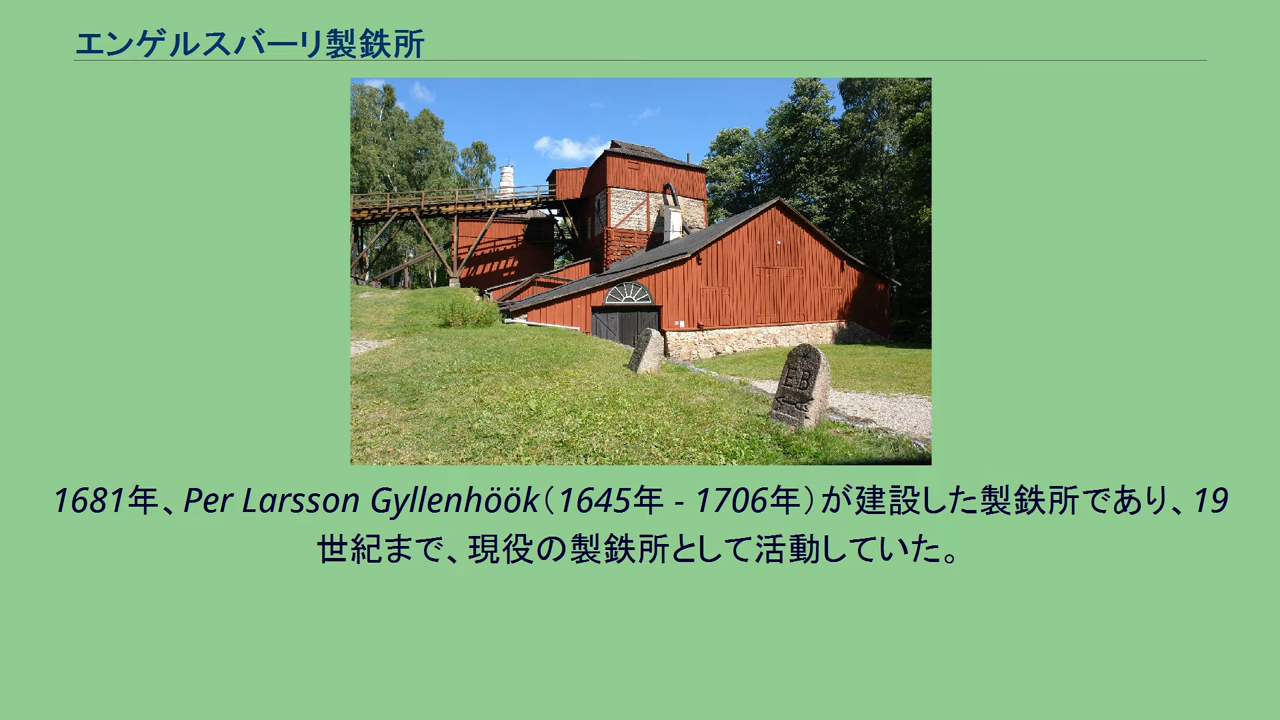 エンゲルスバーリ製鉄所
EB
1681年、Per Larsson Gyllenhöök（1645年 - 1706年）が建設した製鉄所であり、19
世紀まで、現役の製鉄所として活動していた。